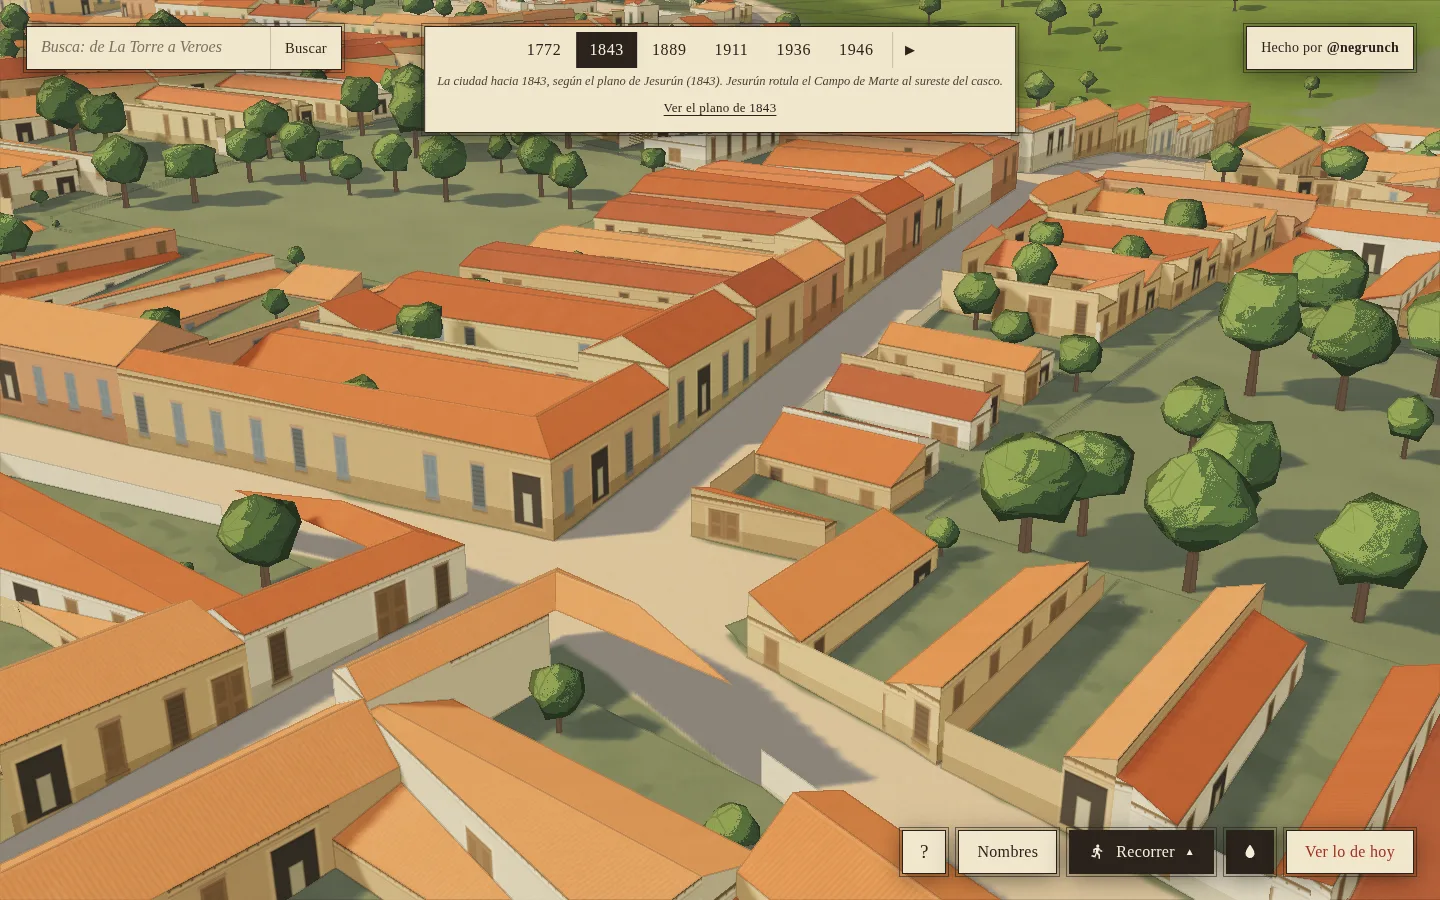 Busca: de La Torre a Veroes
Buscar
1772 1843 1889 1911 1936 1946 ▶
La ciudad hacia 1843, según el plano de Jesurún (1843). Jesurún rotula el Campo de Marte al sureste del casco.
Ver el plano de 1843
Hecho por @negrunch
?
Nombres
Recorrer ▲
Ver lo de hoy